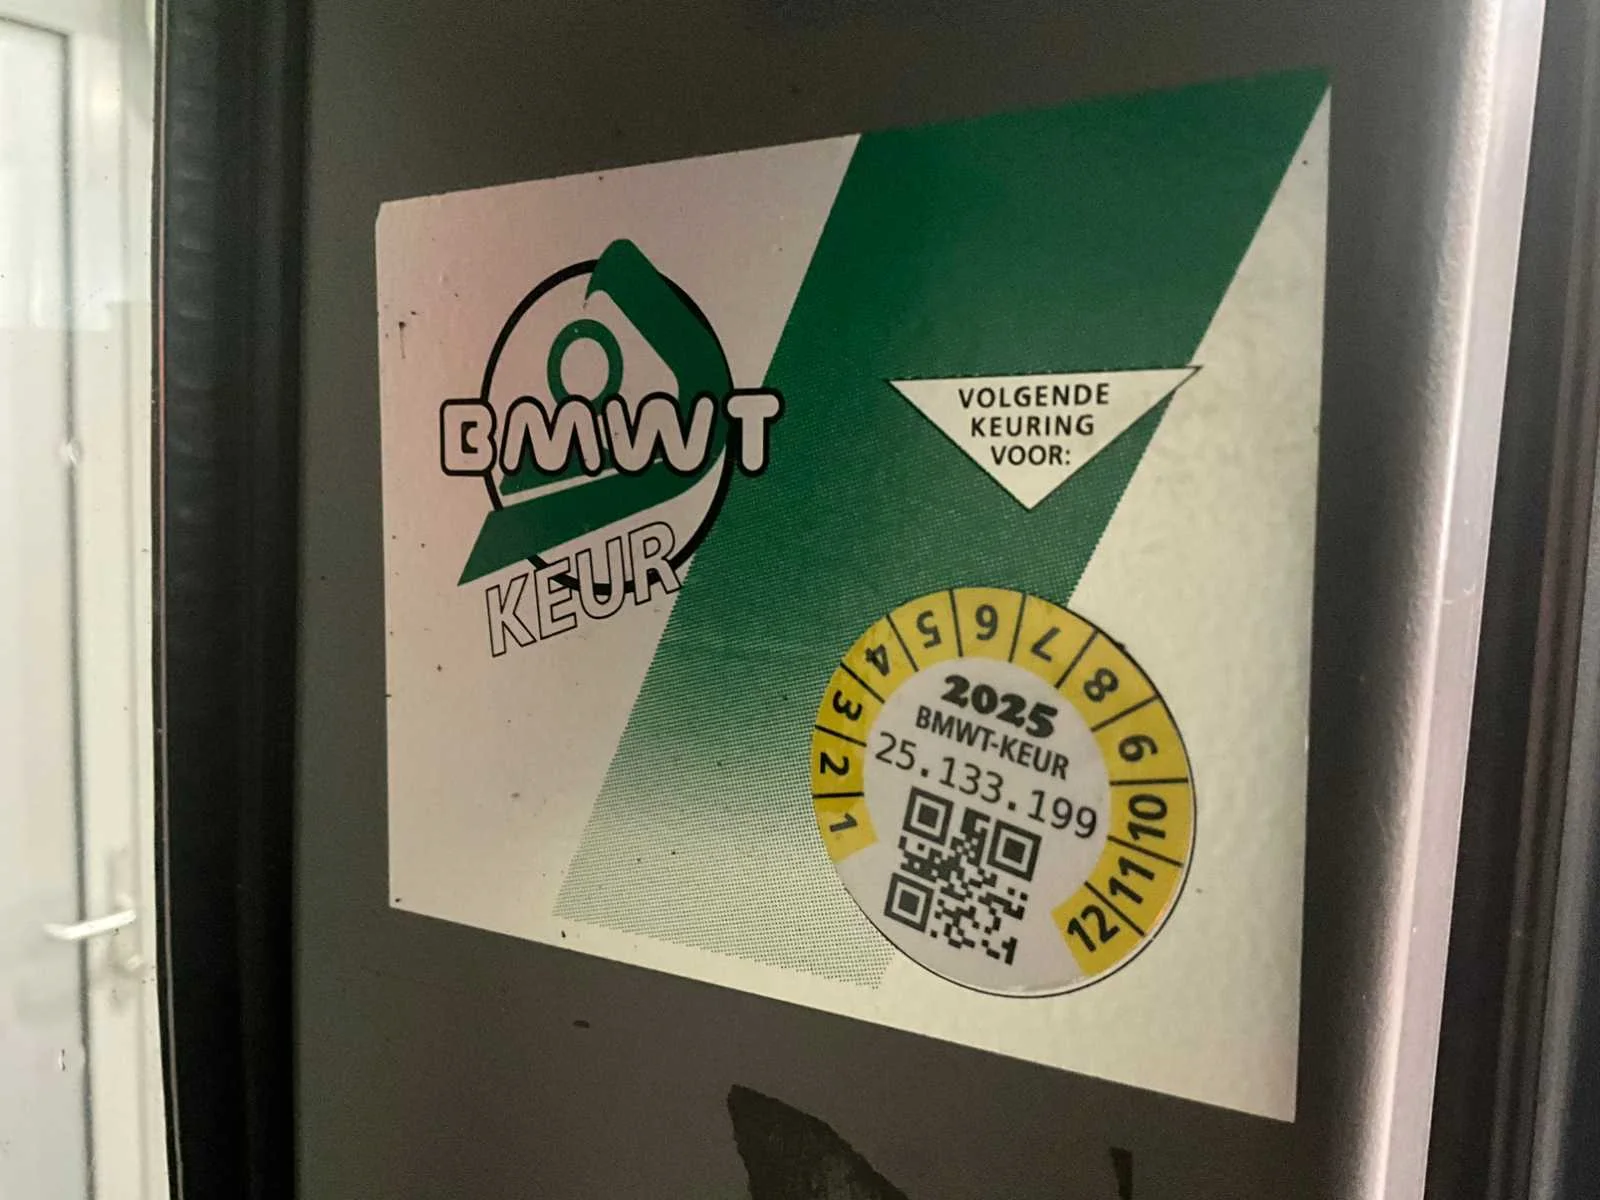 BMWT
KEUR
VOLGENDE
KEURING
VOOR:
1 2 3 4 5 6 7 8 9 10 11 12
2025
BMWT-KEUR
25.133.199